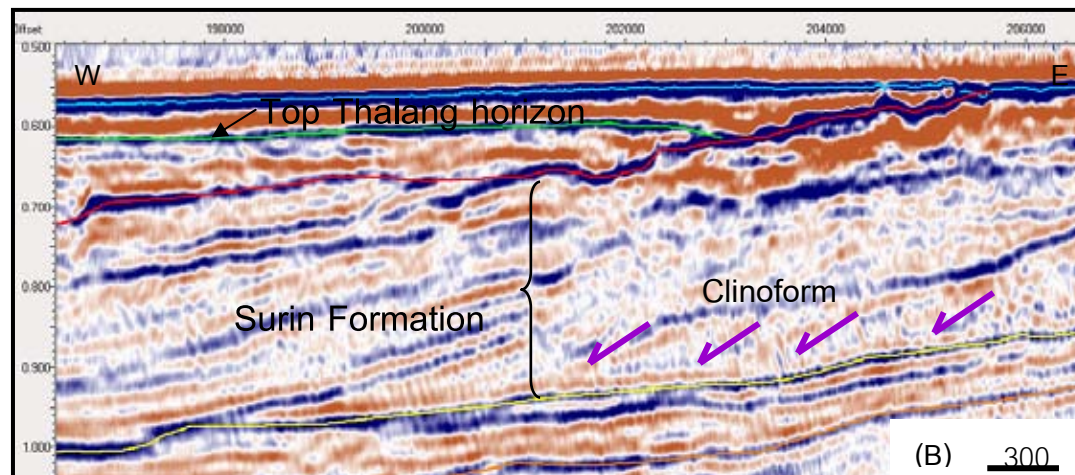 Offset 190000 200000 202000 204000 206000
0.500
W E
Top Thalang horizon
0.600
0.700
0.800
Clinoform
Surin Formation
0.900
1.000
(B) 300